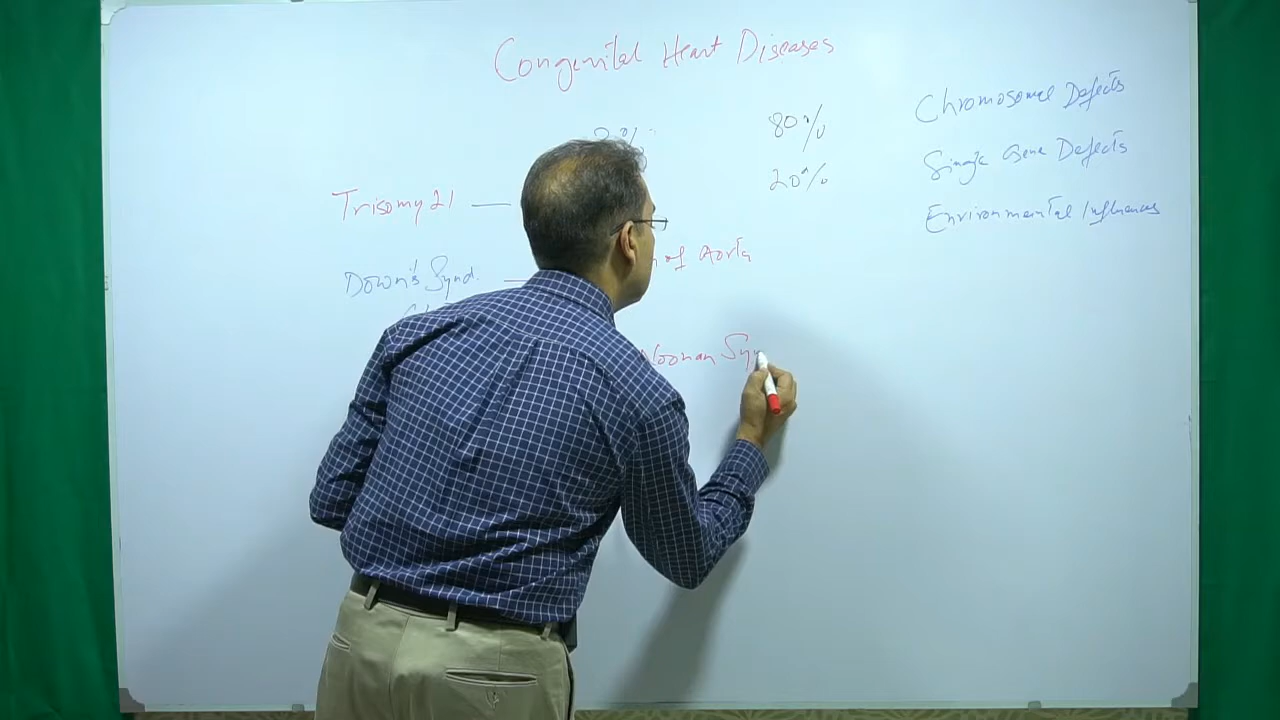 Congenital Heart Diseases
80%
20%
Trisomy 21 —
Down's Synd. —
of Aorta
Noonan Sy
Chromosomal Defects
Single Gene Defects
Environmental Influences